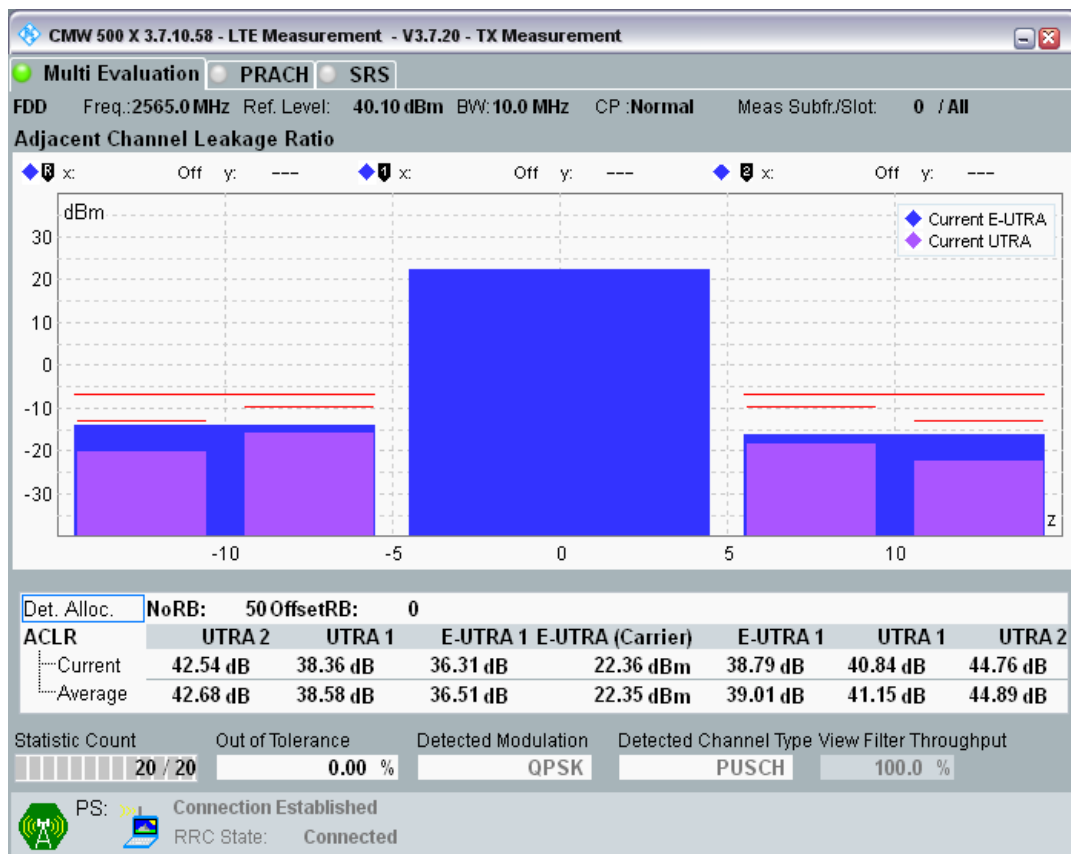 CMW 500 X 3.7.10.58 - LTE Measurement - V3.7.20 - TX Measurement
Multi Evaluation PRACH SRS
FDD Freq.:2565.0 MHz Ref. Level: 40.10 dBm BW:10.0 MHz CP :Normal Meas Subfr./Slot: 0 / All
Adjacent Channel Leakage Ratio
R x: Off y: --- 1 x: Off y: --- 2 x: Off y: ---
dBm
Current E-UTRA
Current UTRA
30
20
10
0
-10
-20
-30
z
-10 -5 0 5 10
Det. Alloc. NoRB: 50 OffsetRB: 0
ACLR UTRA 2 UTRA 1 E-UTRA 1 E-UTRA (Carrier) E-UTRA 1 UTRA 1 UTRA 2
Current 42.54 dB 38.36 dB 36.31 dB 22.36 dBm 38.79 dB 40.84 dB 44.76 dB
Average 42.68 dB 38.58 dB 36.51 dB 22.35 dBm 39.01 dB 41.15 dB 44.89 dB
Statistic Count Out of Tolerance Detected Modulation Detected Channel Type View Filter Throughput
20 / 20 0.00 % QPSK PUSCH 100.0 %
PS: Connection Established
RRC State: Connected